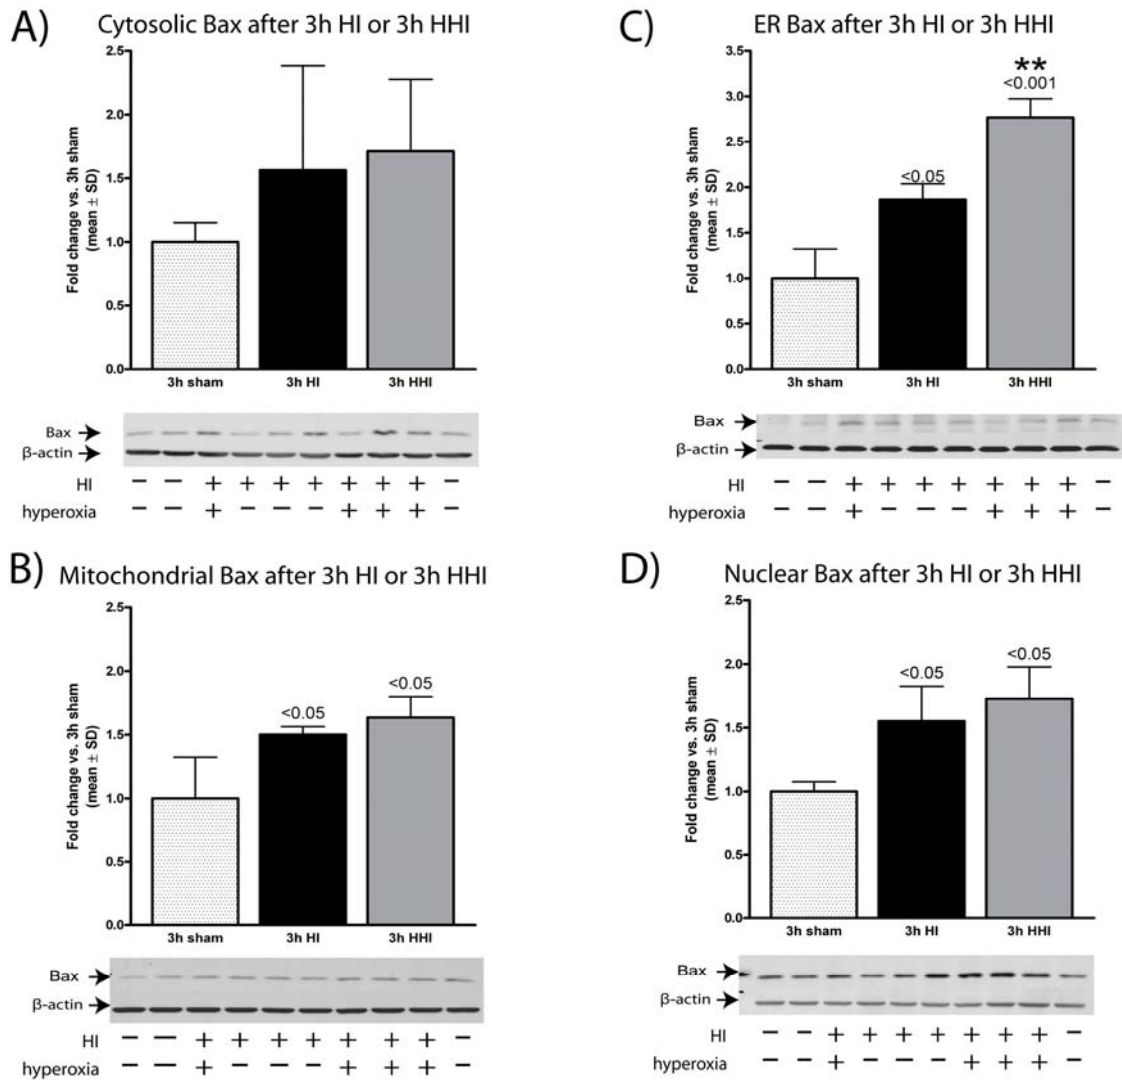 A) Cytosolic Bax after 3h HI or 3h HHI
Fold change vs. 3h sham
(mean ± SD)
2.5
2.0
1.5
1.0
0.5
0.0
3h sham 3h HI 3h HHI
Bax
β-actin
HI − − + + + + + + + −
hyperoxia − − + − − − + + + −
B) Mitochondrial Bax after 3h HI or 3h HHI
Fold change vs. 3h sham
(mean ± SD)
2.5
2.0
1.5
1.0
0.5
0.0
<0.05
<0.05
3h sham 3h HI 3h HHI
Bax
β-actin
HI − − + + + + + + + −
hyperoxia − − + − − − + + + −
C) ER Bax after 3h HI or 3h HHI
Fold change vs. 3h sham
(mean ± SD)
3.5
3.0
2.5
2.0
1.5
1.0
0.5
0.0
<0.05
**
<0.001
3h sham 3h HI 3h HHI
Bax
β-actin
HI − − + + + + + + + −
hyperoxia − − + − − − + + + −
D) Nuclear Bax after 3h HI or 3h HHI
Fold change vs. 3h sham
(mean ± SD)
2.5
2.0
1.5
1.0
0.5
0.0
<0.05
<0.05
3h sham 3h HI 3h HHI
Bax
β-actin
HI − − + + + + + + + −
hyperoxia − − + − − − + + + −